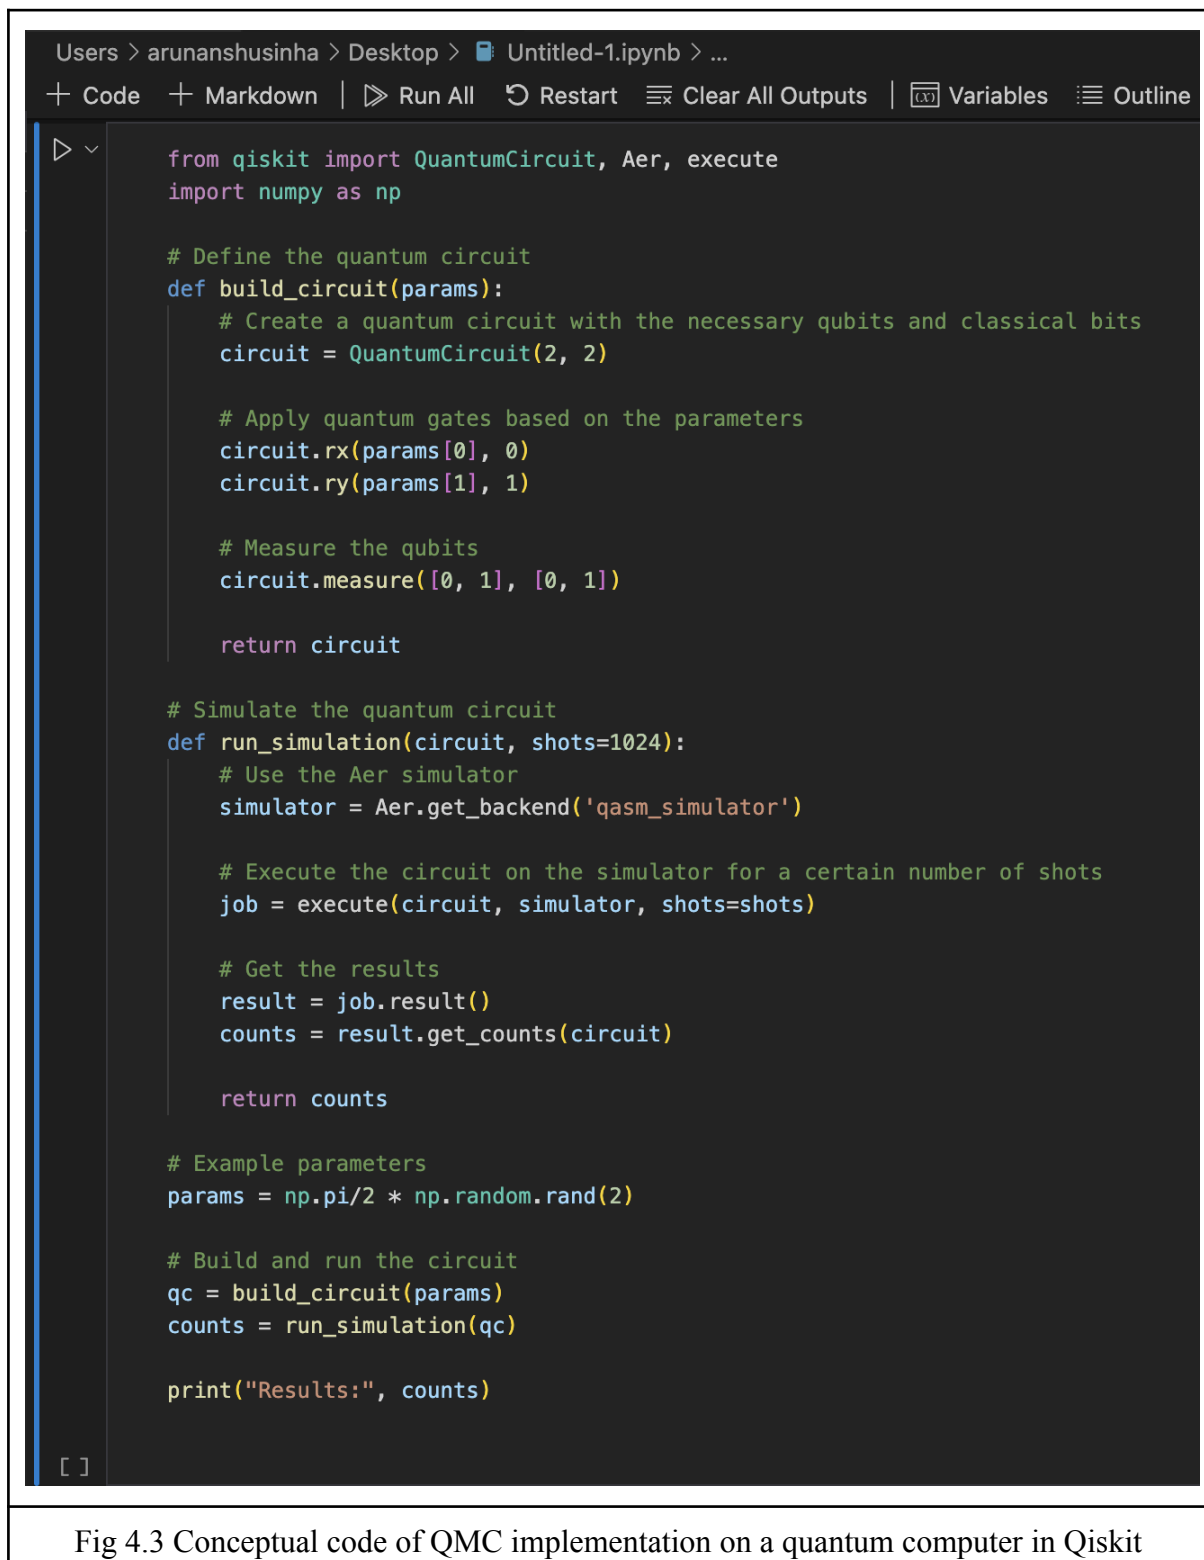 Users > arunanshusinha > Desktop > Untitled-1.ipynb > ...
+ Code + Markdown | Run All Restart Clear All Outputs | (x) Variables Outline
from qiskit import QuantumCircuit, Aer, execute
import numpy as np
# Define the quantum circuit
def build_circuit(params):
# Create a quantum circuit with the necessary qubits and classical bits
circuit = QuantumCircuit(2, 2)
# Apply quantum gates based on the parameters
circuit.rx(params[0], 0)
circuit.ry(params[1], 1)
# Measure the qubits
circuit.measure([0, 1], [0, 1])
return circuit
# Simulate the quantum circuit
def run_simulation(circuit, shots=1024):
# Use the Aer simulator
simulator = Aer.get_backend('qasm_simulator')
# Execute the circuit on the simulator for a certain number of shots
job = execute(circuit, simulator, shots=shots)
# Get the results
result = job.result()
counts = result.get_counts(circuit)
return counts
# Example parameters
params = np.pi/2 * np.random.rand(2)
# Build and run the circuit
qc = build_circuit(params)
counts = run_simulation(qc)
print("Results:", counts)
[ ]
Fig 4.3 Conceptual code of QMC implementation on a quantum computer in Qiskit